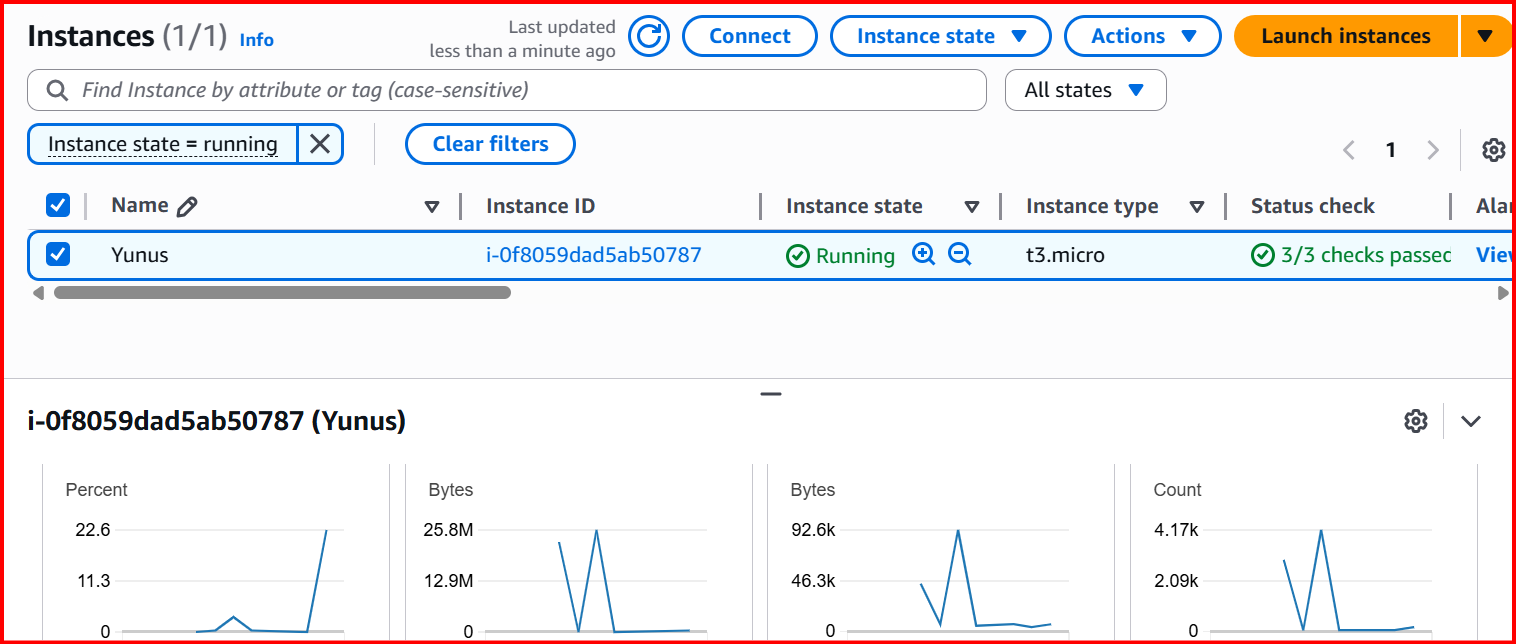 Instances (1/1) Info
Last updated
less than a minute ago
Connect
Instance state
Actions
Launch instances
Find Instance by attribute or tag (case-sensitive)
All states
Instance state = running
Clear filters
1
Name Instance ID Instance state Instance type Status check Alar
Yunus i-0f8059dad5ab50787 Running t3.micro 3/3 checks passed View
i-0f8059dad5ab50787 (Yunus)
Percent
22.6
11.3
0
Bytes
25.8M
12.9M
0
Bytes
92.6k
46.3k
0
Count
4.17k
2.09k
0